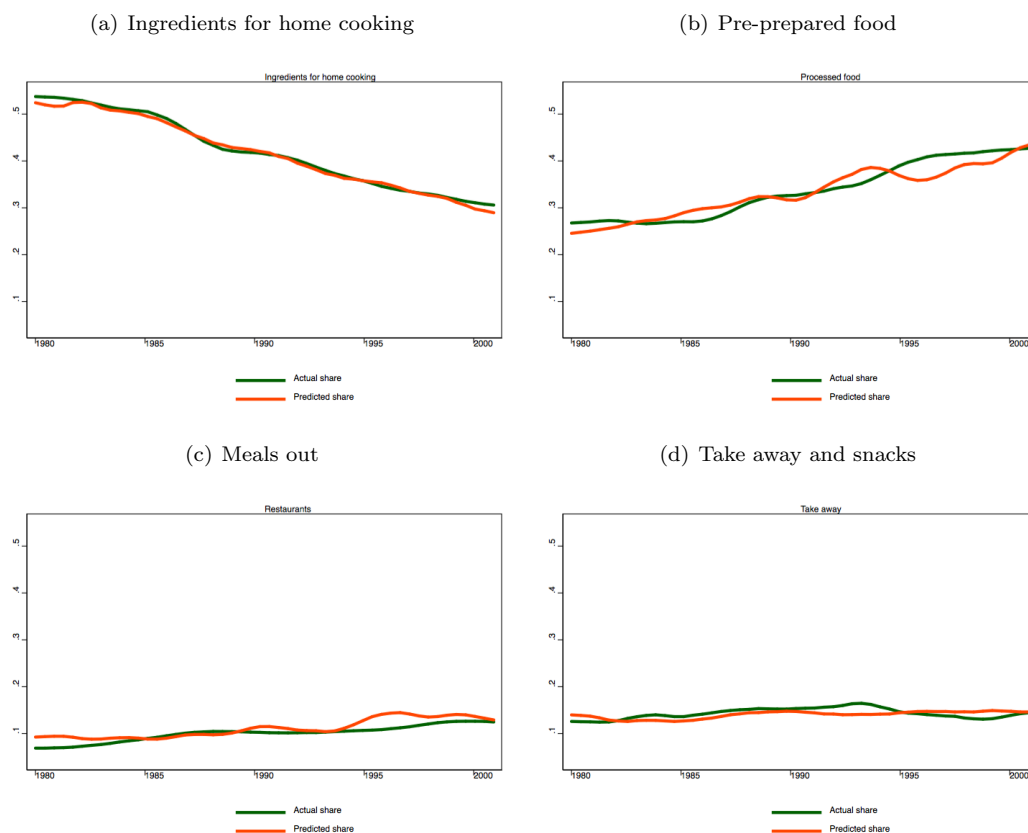 (a) Ingredients for home cooking
Ingredients for home cooking
.5
.4
.3
.2
.1
1980 1985 1990 1995 2000
Actual share
Predicted share
(b) Pre-prepared food
Processed food
.5
.4
.3
.2
.1
1980 1985 1990 1995 2000
Actual share
Predicted share
(c) Meals out
Restaurants
.5
.4
.3
.2
.1
1980 1985 1990 1995 2000
Actual share
Predicted share
(d) Take away and snacks
Take away
.5
.4
.3
.2
.1
1980 1985 1990 1995 2000
Actual share
Predicted share